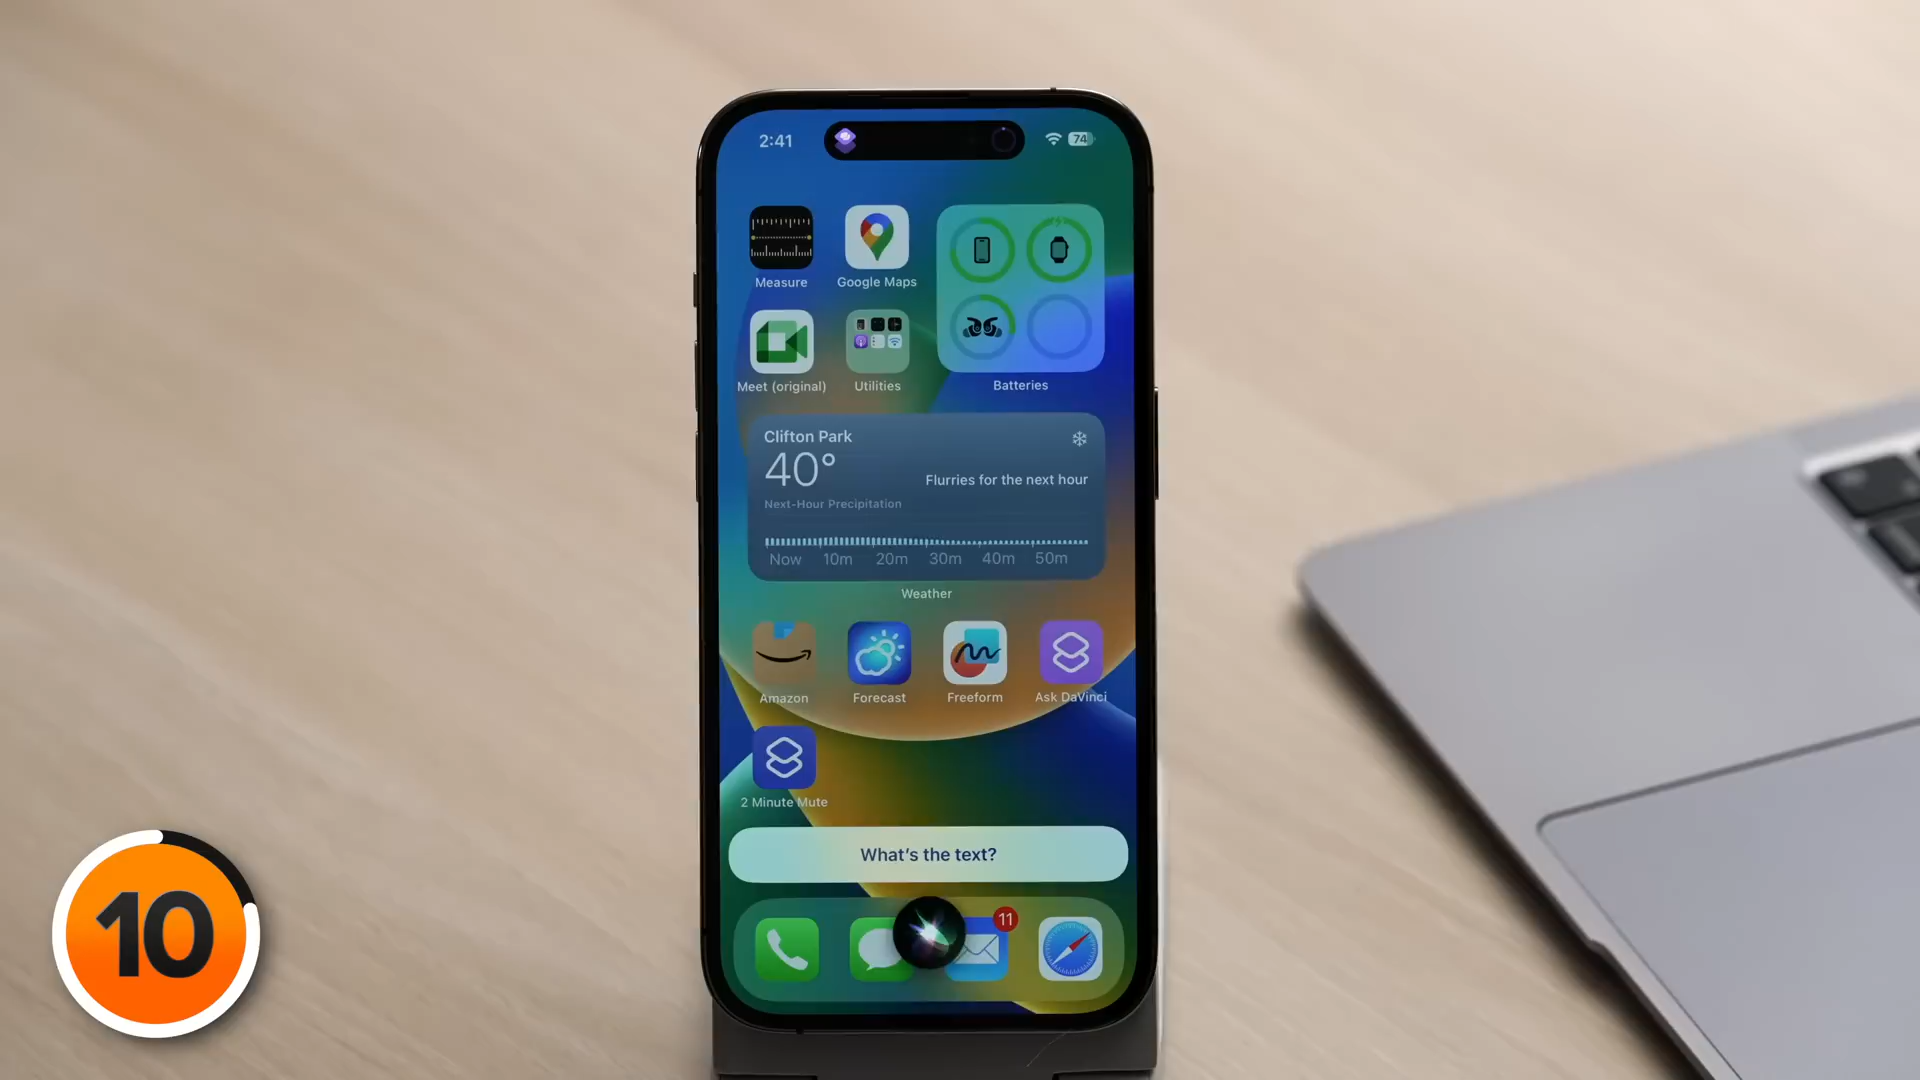 2:41
74
Measure
Google Maps
Meet (original)
Utilities
Batteries
Clifton Park
40°
Flurries for the next hour
Next-Hour Precipitation
Now 10m 20m 30m 40m 50m
Weather
Amazon
Forecast
Freeform
Ask DaVinci
2 Minute Mute
What's the text?
11
10